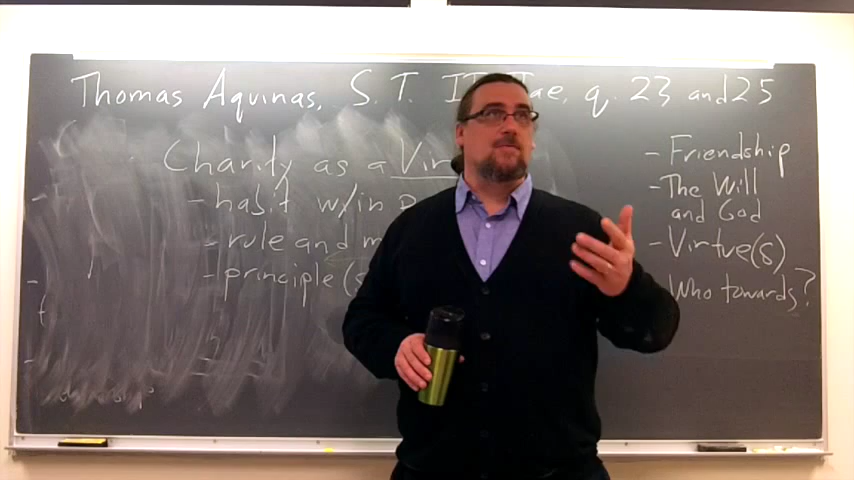 Thomas Aquinas, S. T. II Iae, q. 23 and 25
Charity as a Vir
- habit w/in
- rule and m
- principle (s
- Friendship
- The Will
and God
- Virtue(s)
- Who towards?